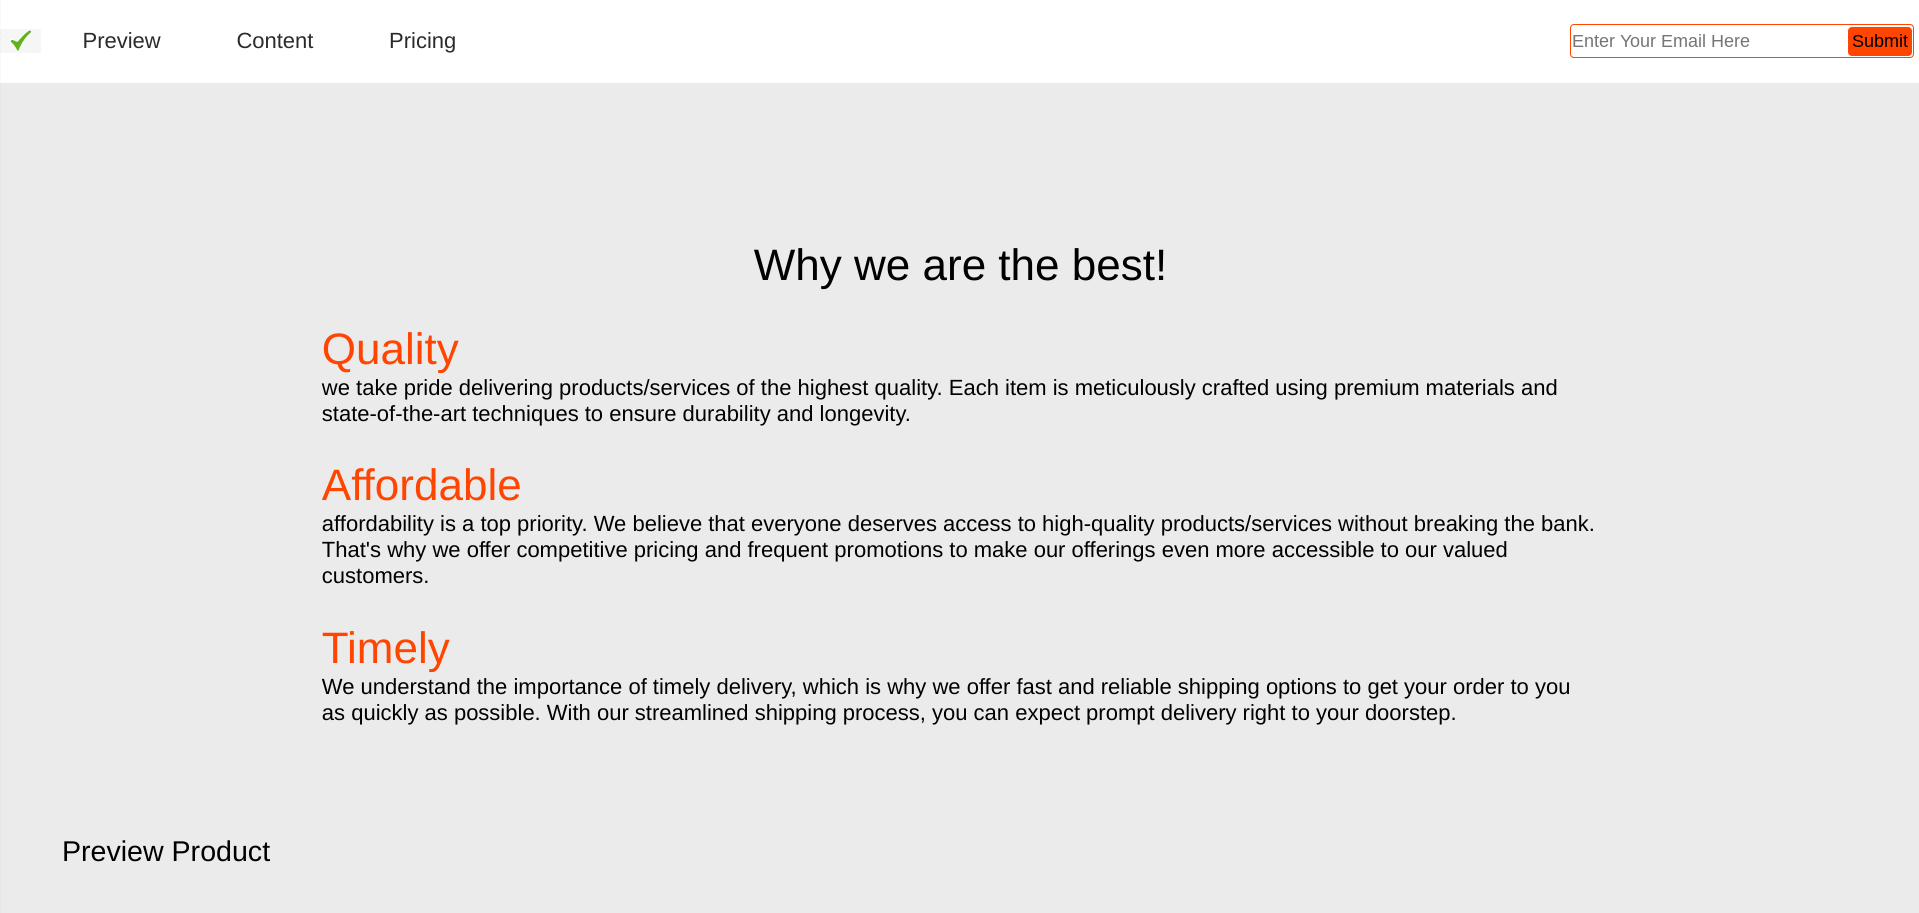 Preview Content Pricing Enter Your Email Here Submit
Why we are the best!
Quality
we take pride delivering products/services of the highest quality. Each item is meticulously crafted using premium materials and
state-of-the-art techniques to ensure durability and longevity.
Affordable
affordability is a top priority. We believe that everyone deserves access to high-quality products/services without breaking the bank.
That's why we offer competitive pricing and frequent promotions to make our offerings even more accessible to our valued
customers.
Timely
We understand the importance of timely delivery, which is why we offer fast and reliable shipping options to get your order to you
as quickly as possible. With our streamlined shipping process, you can expect prompt delivery right to your doorstep.
Preview Product